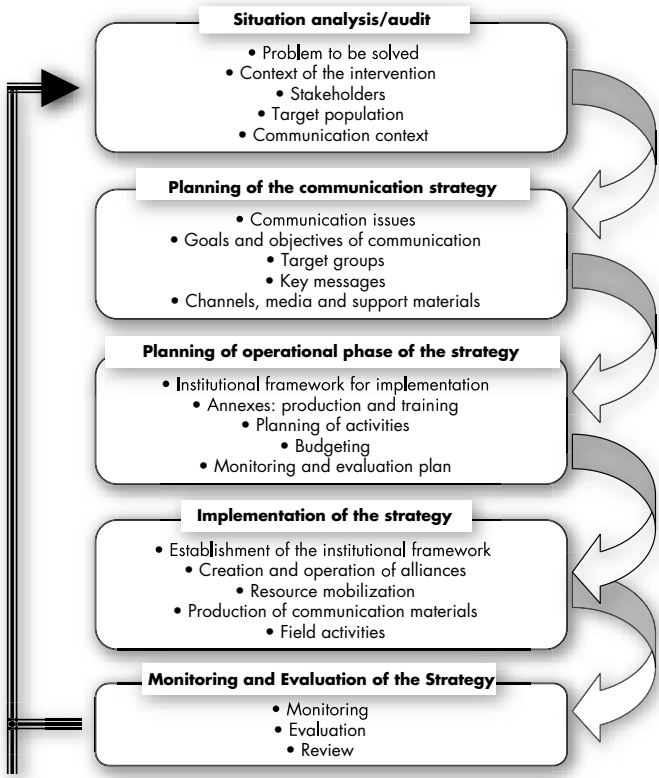 Situation analysis/audit
• Problem to be solved
• Context of the intervention
• Stakeholders
• Target population
• Communication context
Planning of the communication strategy
• Communication issues
• Goals and objectives of communication
• Target groups
• Key messages
• Channels, media and support materials
Planning of operational phase of the strategy
• Institutional framework for implementation
• Annexes: production and training
• Planning of activities
• Budgeting
• Monitoring and evaluation plan
Implementation of the strategy
• Establishment of the institutional framework
• Creation and operation of alliances
• Resource mobilization
• Production of communication materials
• Field activities
Monitoring and Evaluation of the Strategy
• Monitoring
• Evaluation
• Review